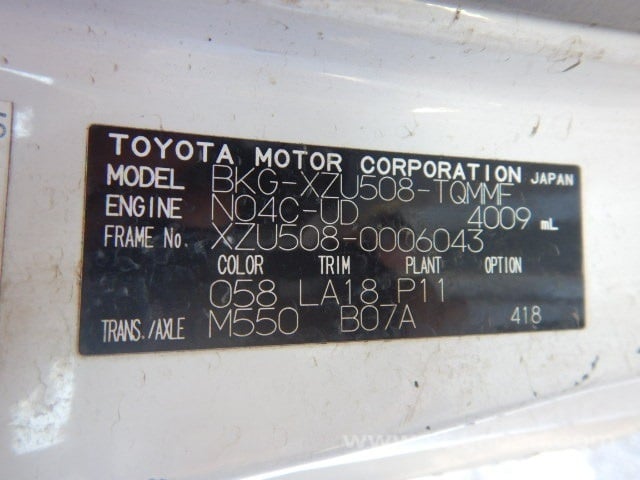 TOYOTA MOTOR CORPORATION JAPAN
MODEL BKG-XZU508-TQMMF
ENGINE N04C-UD 4009 mL
FRAME No. XZU508-0006043
COLOR TRIM PLANT OPTION
058 LA18 P11
TRANS./AXLE M550 B07A 418